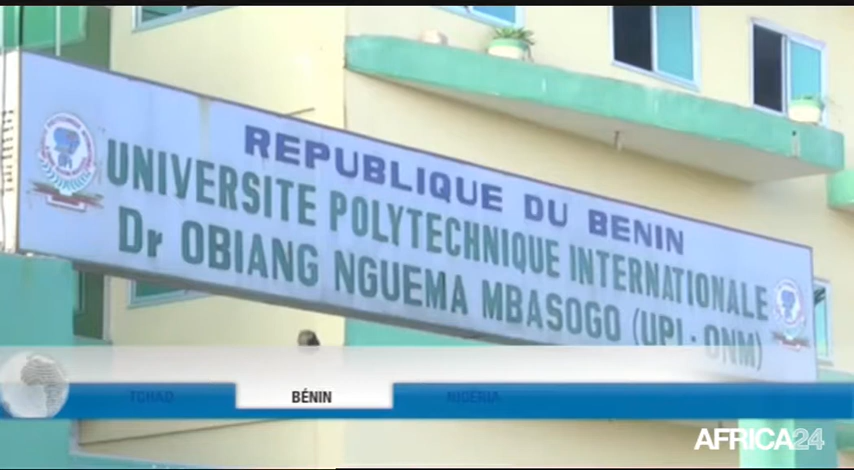 REPUBLIQUE DU BENIN
UNIVERSITE POLYTECHNIQUE INTERNATIONALE
Dr OBIANG NGUEMA MBASOGO (UPI - ONM)
TCHAD BÉNIN NIGERIA
AFRICA24